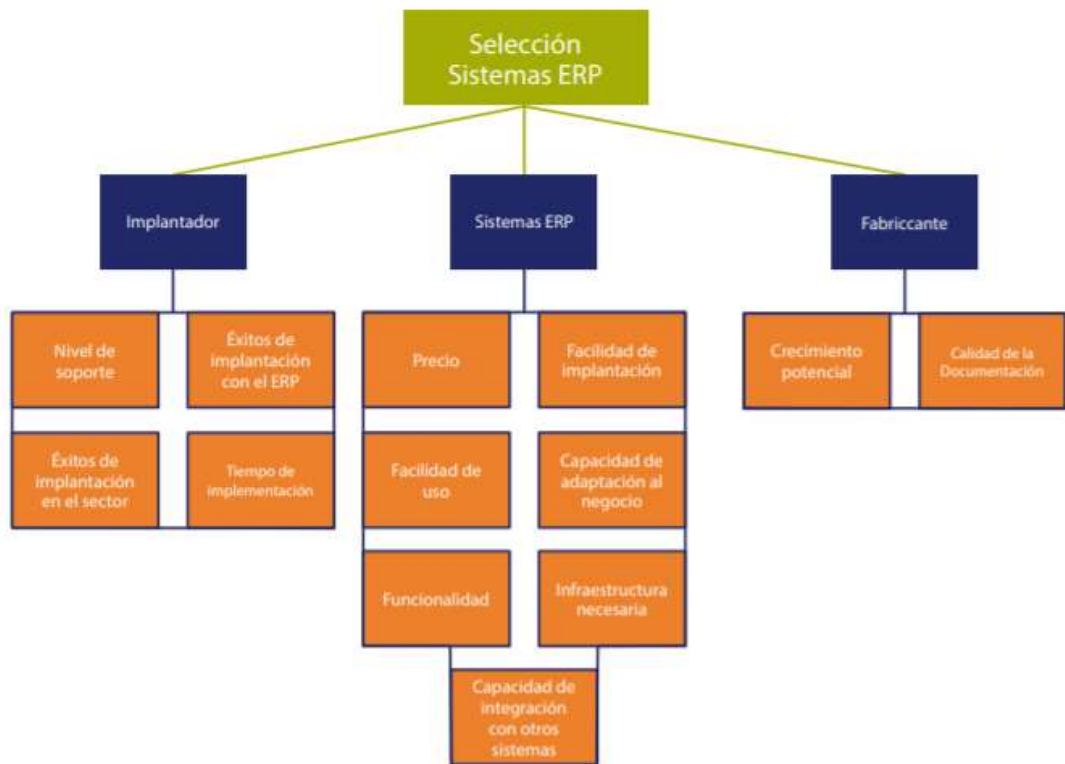 Selección
Sistemas ERP
Implantador
Sistemas ERP
Fabriccante
Nivel de
soporte
Éxitos de
implantación
con el ERP
Precio
Facilidad de
implantación
Crecimiento
potencial
Calidad de la
Documentación
Éxitos de
implantación
en el sector
Tiempo de
implementación
Facilidad de
uso
Capacidad de
adaptación al
negocio
Funcionalidad
Infraestructura
necesaria
Capacidad de
integración
con otros
sistemas